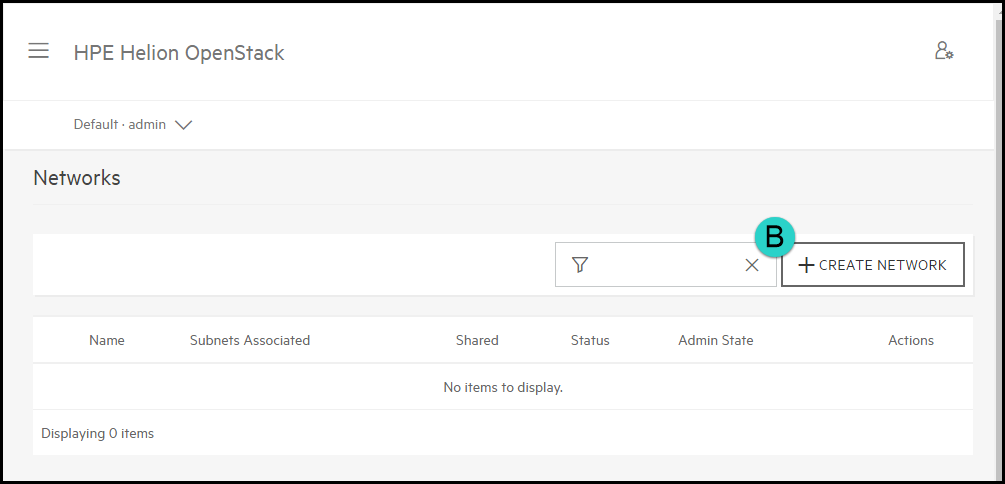 HPE Helion OpenStack
Default · admin
Networks
B
CREATE NETWORK
Name Subnets Associated Shared Status Admin State Actions
No items to display.
Displaying 0 items